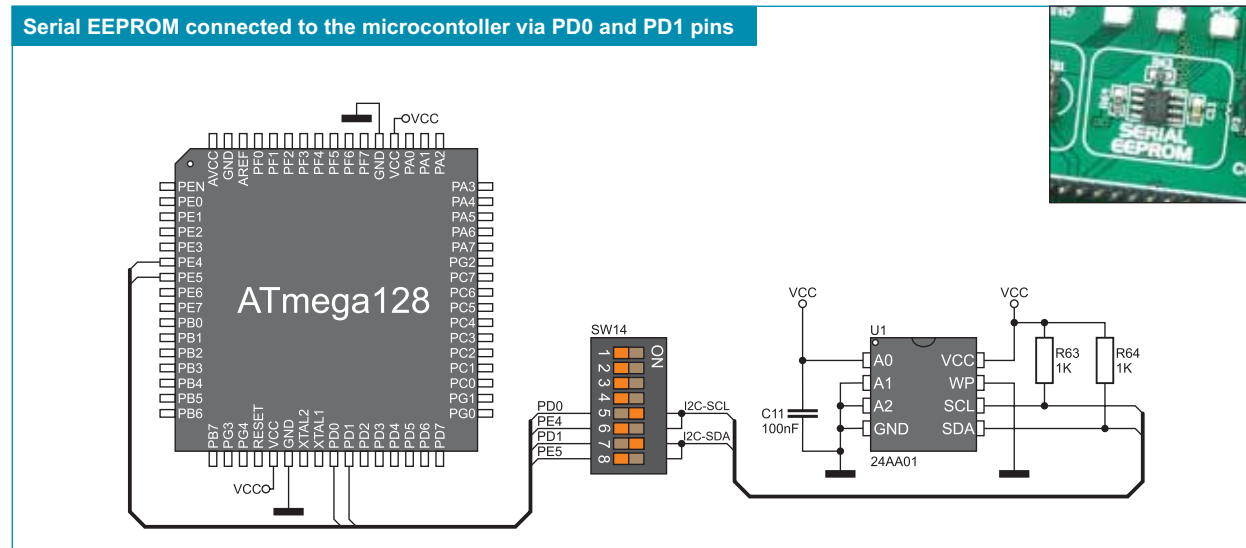 Serial EEPROM connected to the microcontoller via PD0 and PD1 pins
SERIAL
EEPROM
VCC
AVCC
GND
AREF
PF0
PF1
PF2
PF3
PF4
PF5
PF6
PF7
GND
VCC
PA0
PA1
PA2
PEN
PE0
PE1
PE2
PE3
PE4
PE5
PE6
PE7
PB0
PB1
PB2
PB3
PB4
PB5
PB6
ATmega128
PA3
PA4
PA5
PA6
PA7
PG2
PC7
PC6
PC5
PC4
PC3
PC2
PC1
PC0
PG1
PG0
PB7
PG3
PG4
RESET
VCC
GND
XTAL2
XTAL1
PD0
PD1
PD2
PD3
PD4
PD5
PD6
PD7
VCC
PD0
PE4
PD1
PE5
SW14
ON
1
2
3
4
5
6
7
8
I2C-SCL
I2C-SDA
VCC
C11
100nF
U1
A0
A1
A2
GND
VCC
WP
SCL
SDA
24AA01
VCC
R63
1K
R64
1K